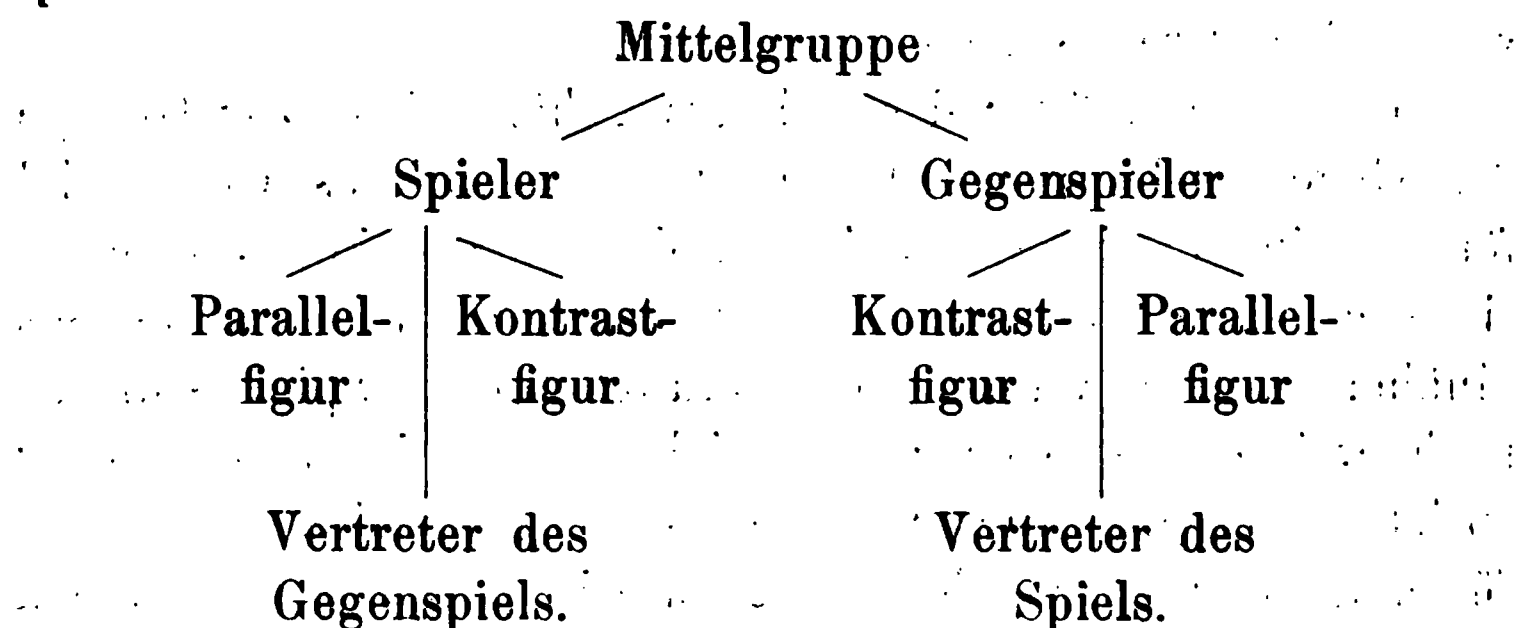 Mittelgruppe
Spieler Gegenspieler
Parallel- Kontrast- Kontrast- Parallel-
figur figur figur figur
Vertreter des Vertreter des
Gegenspiels. Spiels.